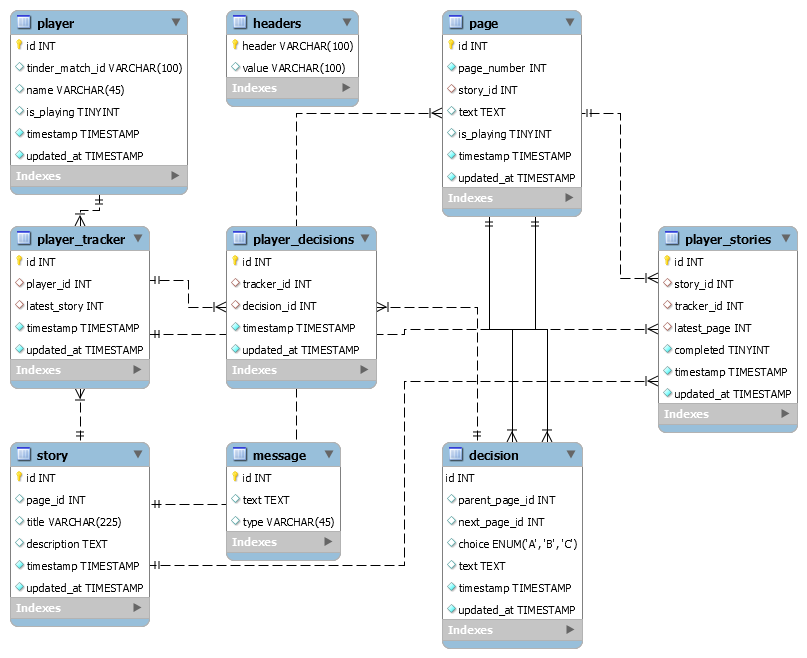 player
id INT
tinder_match_id VARCHAR(100)
name VARCHAR(45)
is_playing TINYINT
timestamp TIMESTAMP
updated_at TIMESTAMP
Indexes
headers
header VARCHAR(100)
value VARCHAR(100)
Indexes
page
id INT
page_number INT
story_id INT
text TEXT
is_playing TINYINT
timestamp TIMESTAMP
updated_at TIMESTAMP
Indexes
player_tracker
id INT
player_id INT
latest_story INT
timestamp TIMESTAMP
updated_at TIMESTAMP
Indexes
player_decisions
id INT
tracker_id INT
decision_id INT
timestamp TIMESTAMP
updated_at TIMESTAMP
Indexes
player_stories
id INT
story_id INT
tracker_id INT
latest_page INT
completed TINYINT
timestamp TIMESTAMP
updated_at TIMESTAMP
Indexes
story
id INT
page_id INT
title VARCHAR(225)
description TEXT
timestamp TIMESTAMP
updated_at TIMESTAMP
Indexes
message
id INT
text TEXT
type VARCHAR(45)
Indexes
decision
id INT
parent_page_id INT
next_page_id INT
choice ENUM('A','B','C')
text TEXT
timestamp TIMESTAMP
updated_at TIMESTAMP
Indexes